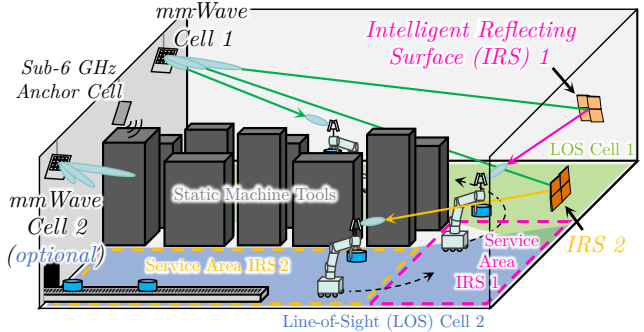 mmWave
Cell 1
Intelligent Reflecting
Surface (IRS) 1
Sub-6 GHz
Anchor Cell
LOS Cell 1
Static Machine Tools
mmWave
Cell 2
(optional)
IRS 2
Service
Area
IRS 1
Service Area IRS 2
Line-of-Sight (LOS) Cell 2